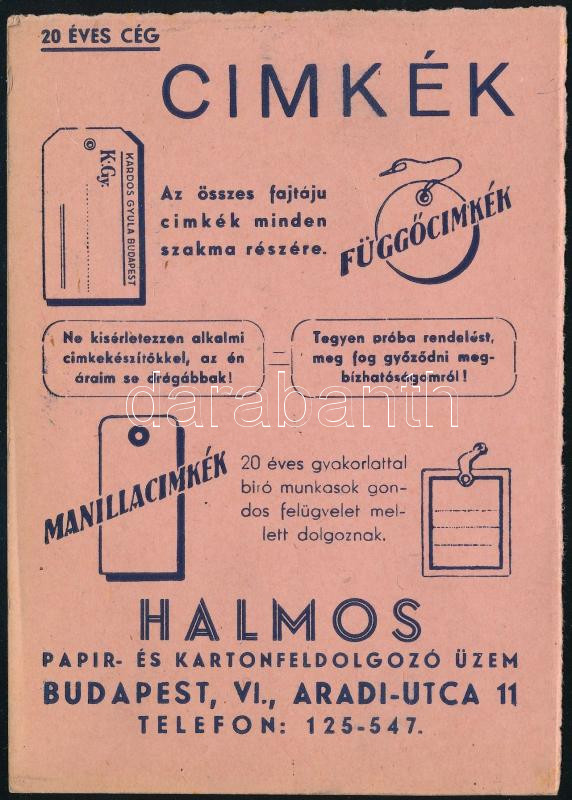 20 ÉVES CÉG
CIMKÉK
KARDOS GYULA BUDAPEST
K.Gy.
Az összes fajtáju
cimkék minden
szakma részére.
FÜGGŐCIMKÉK
Ne kisérletezzen alkalmi
cimkekészítőkkel, az én
áraim se drágábbak!
Tegyen próba rendelést,
meg fog győződni meg-
bízhatóságomról!
darabanth
MANILLACIMKÉK
20 éves gyakorlattal
biró munkasok gon-
dos felügvelet mel-
lett dolgoznak.
HALMOS
PAPIR- ÉS KARTONFELDOLGOZÓ ÜZEM
BUDAPEST, VI., ARADI-UTCA 11
TELEFON: 125-547.